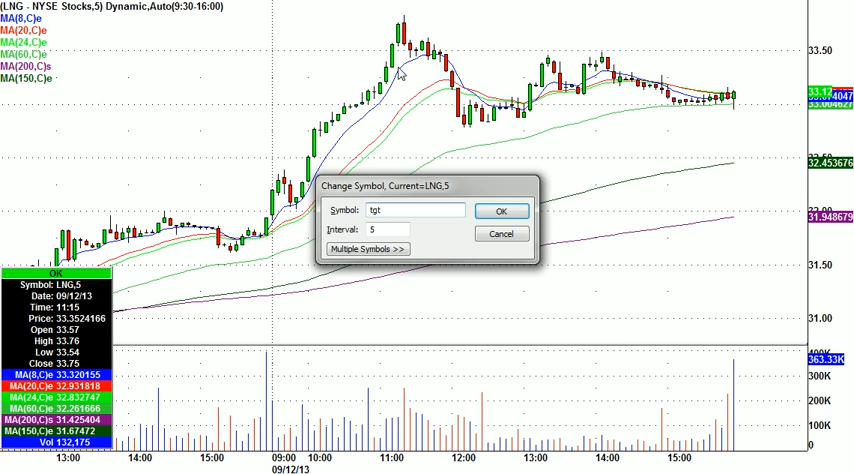 (LNG - NYSE Stocks,5) Dynamic,Auto(9:30-16:00)
MA(8,C)e
MA(20,C)e
MA(24,C)e
MA(60,C)e
MA(200,C)s
MA(150,C)e
33.50
33.12
4047
33.004627
32.453676
32.00
31.948679
31.50
31.00
Change Symbol, Current=LNG,5
Symbol: tgt
OK
Interval: 5
Cancel
Multiple Symbols >>
OK
Symbol: LNG,5
Date: 09/12/13
Time: 11:15
Price: 33.3524166
Open 33.57
High 33.76
Low 33.54
Close 33.75
MA(8,C)e 33.320155
MA(20,C)e 32.931818
MA(24,C)e 32.832747
MA(60,C)e 32.261666
MA(200,C)s 31.425404
MA(150,C)e 31.67472
Vol 132,175
363.33K
300K
200K
100K
0
13:00 14:00 15:00 09:00 10:00 11:00 12:00 13:00 14:00 15:00
09/12/13